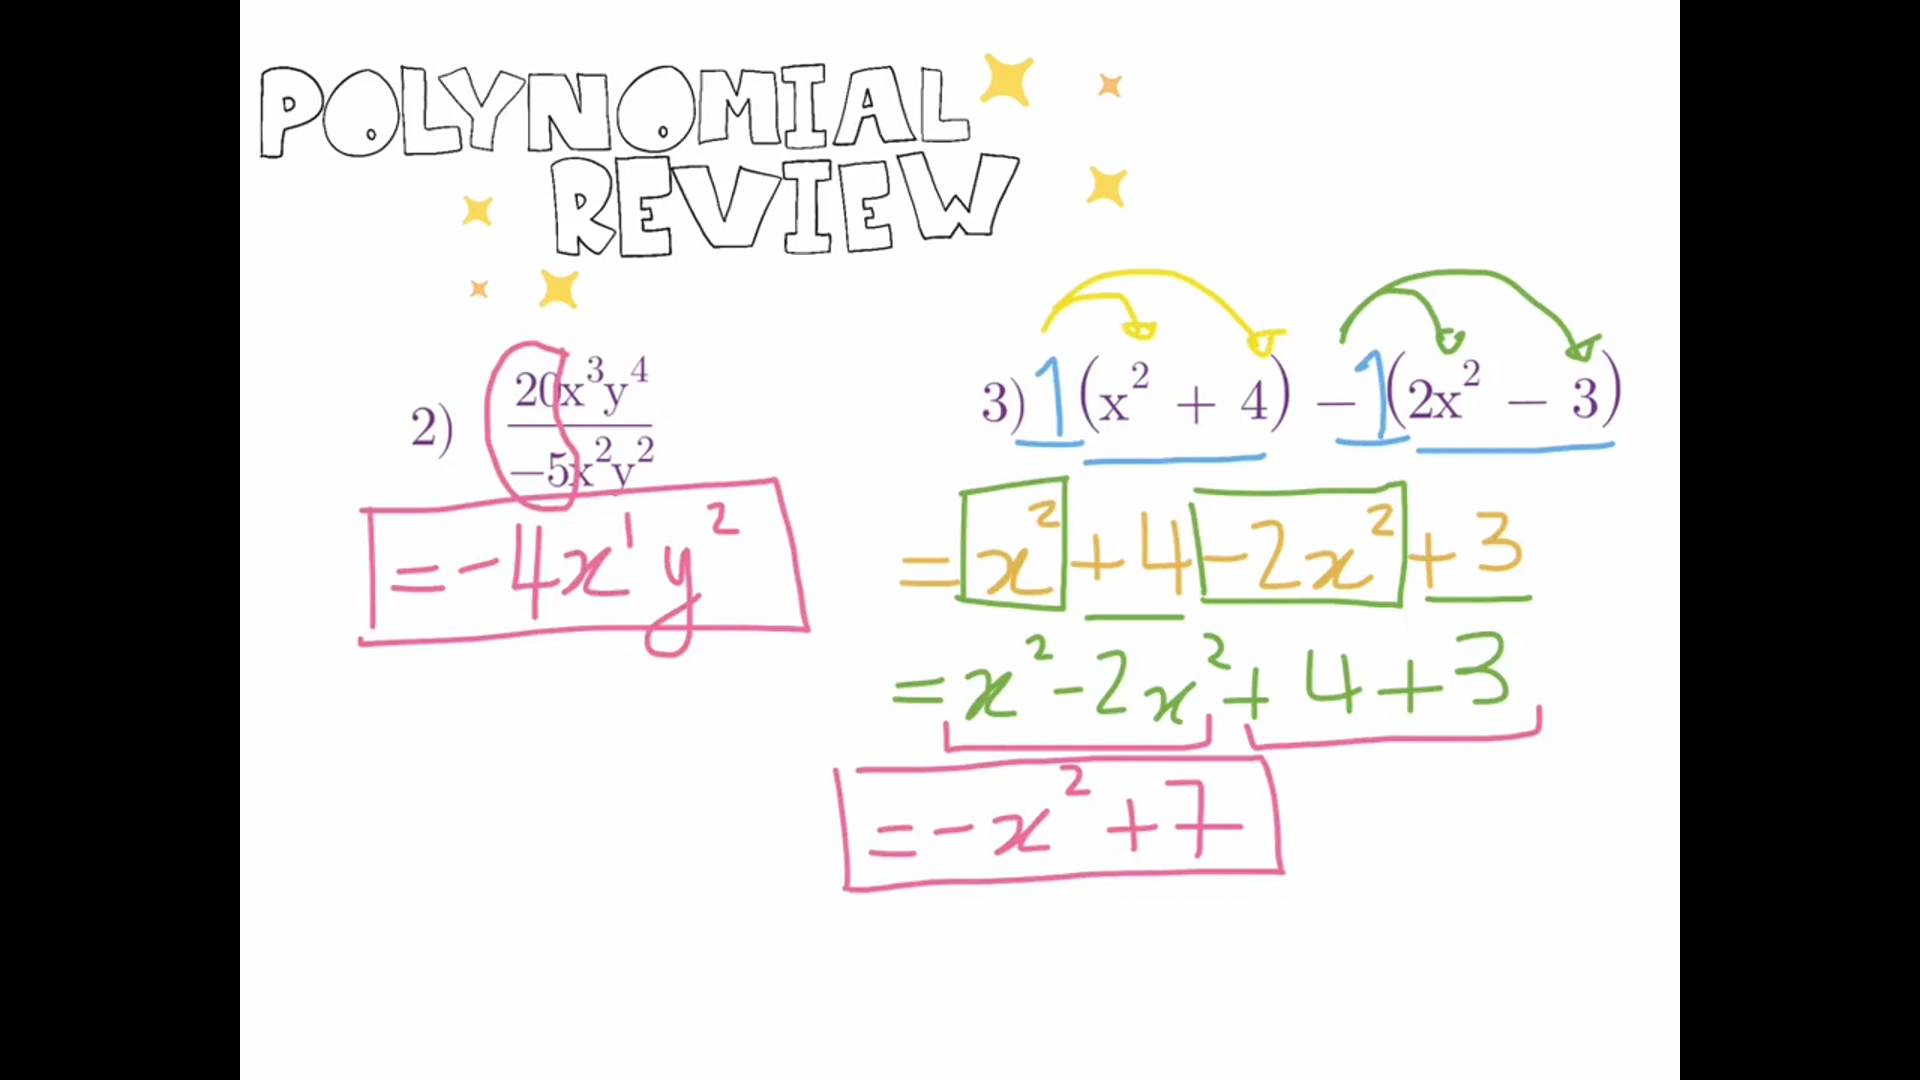 POLYNOMIAL
REVIEW
2) 20x³y⁴
−5x²y²
= -4x¹y²
3) 1(x² + 4) − 1(2x² − 3)
= x² + 4 - 2x² + 3
= x² - 2x² + 4 + 3
= -x² + 7